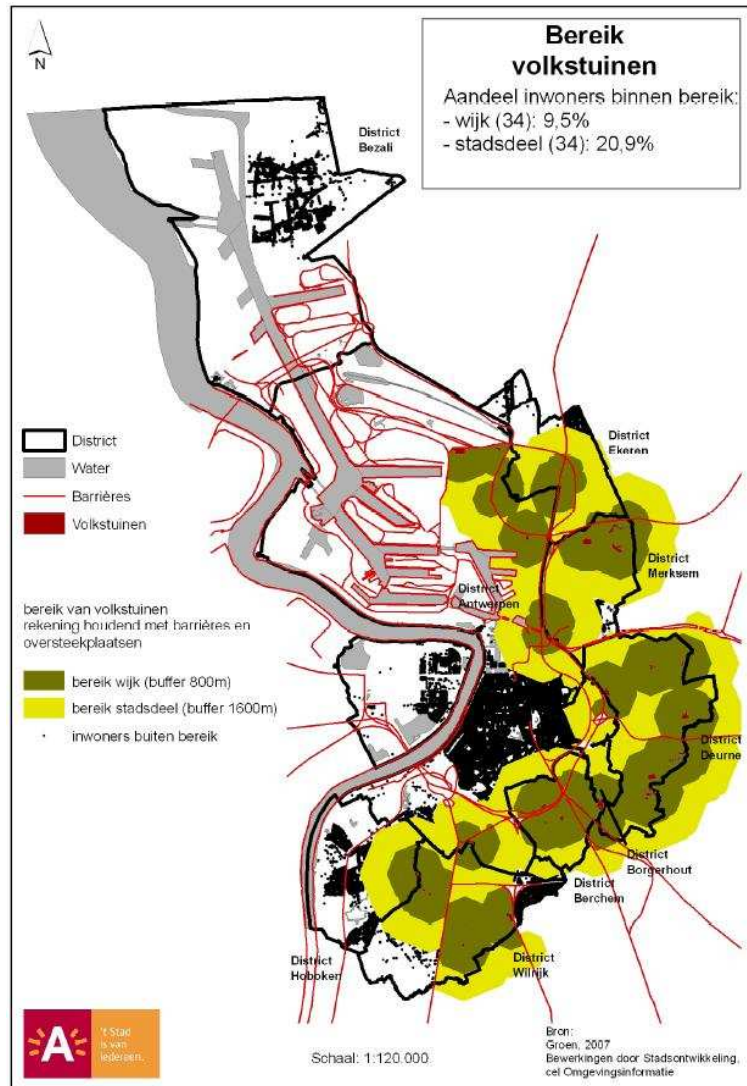 Bereik
volkstuinen
Aandeel inwoners binnen bereik:
- wijk (34): 9,5%
- stadsdeel (34): 20,9%
N
District
Bezali
District
Ekeren
District
Merksem
District
Antwerpen
District
Deurne
District
Borgerhout
District
Berchem
District
Wilrijk
District
Hoboken
District
Water
Barrières
Volkstuinen
bereik van volkstuinen
rekening houdend met barrières en
oversteekplaatsen
bereik wijk (buffer 800m)
bereik stadsdeel (buffer 1600m)
inwoners buiten bereik
A
't Stad
is van
iedereen.
Schaal: 1:120.000
Bron:
Groen, 2007
Bewerkingen door Stadsontwikkeling,
cel Omgevingsinformatie